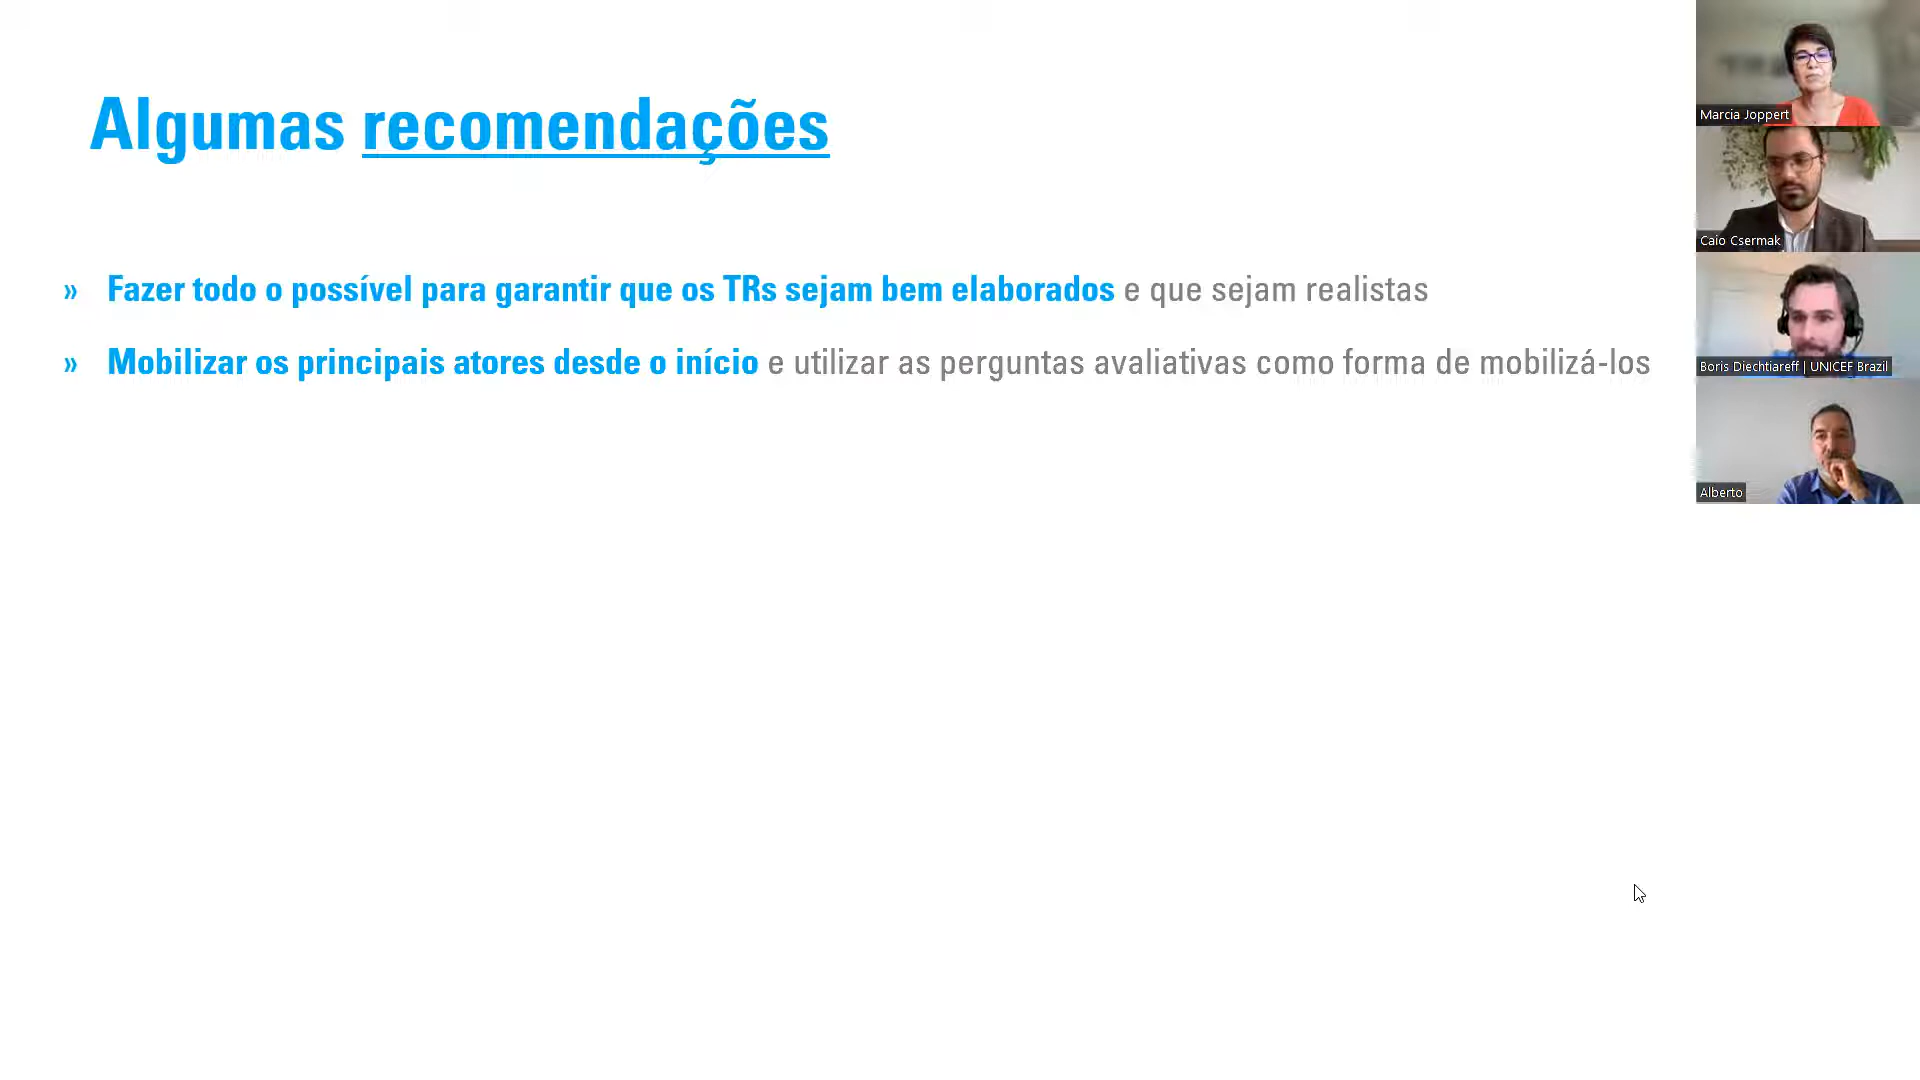 Algumas recomendações
» Fazer todo o possível para garantir que os TRs sejam bem elaborados e que sejam realistas
» Mobilizar os principais atores desde o início e utilizar as perguntas avaliativas como forma de mobilizá-los
Marcia Joppert
Caio Csermak
Boris Diechtiareff | UNICEF Brazil
Alberto